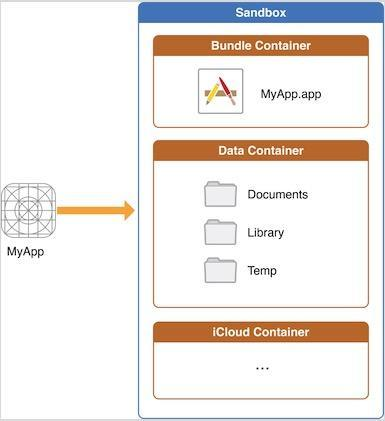 Sandbox
Bundle Container
MyApp.app
Data Container
Documents
Library
Temp
MyApp
iCloud Container
...